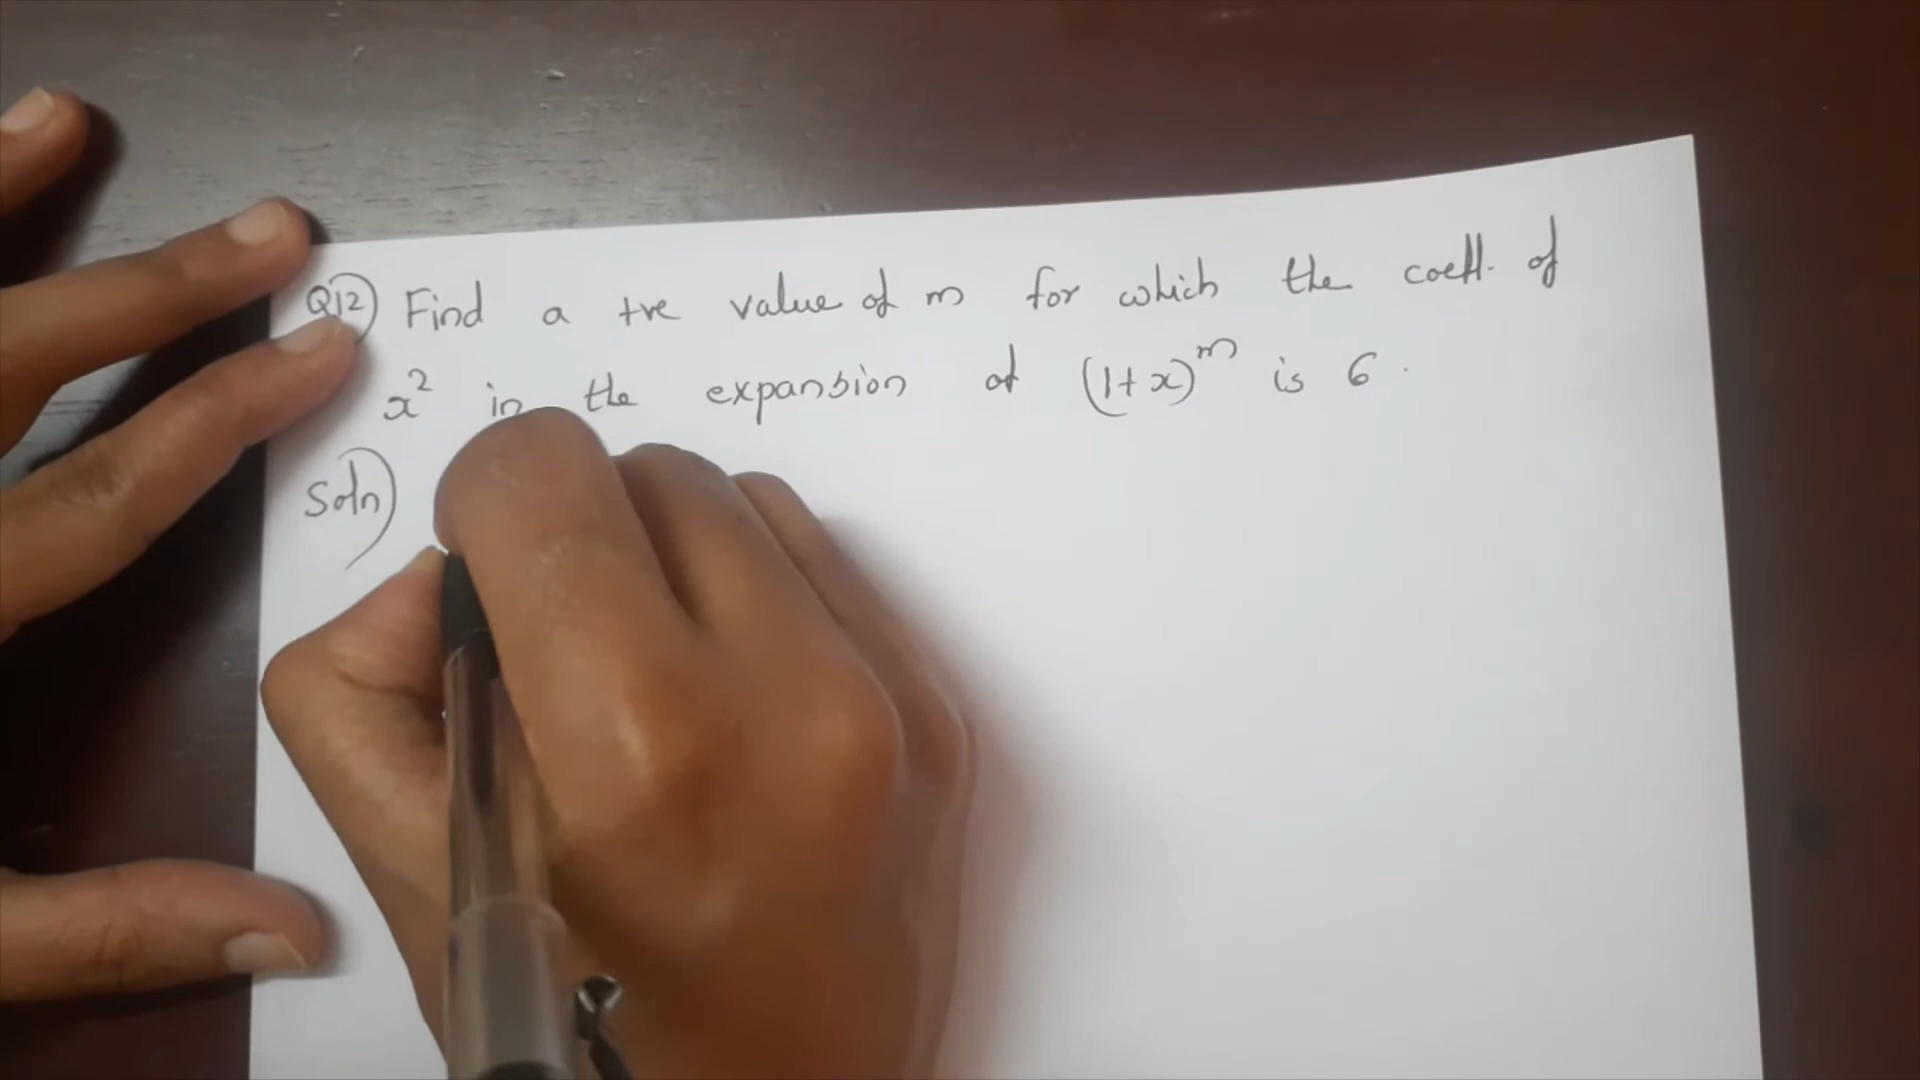 Q12) Find a +ve value of m for which the coeff. of
x² in the expansion of (1+x)ᵐ is 6.
Soln)